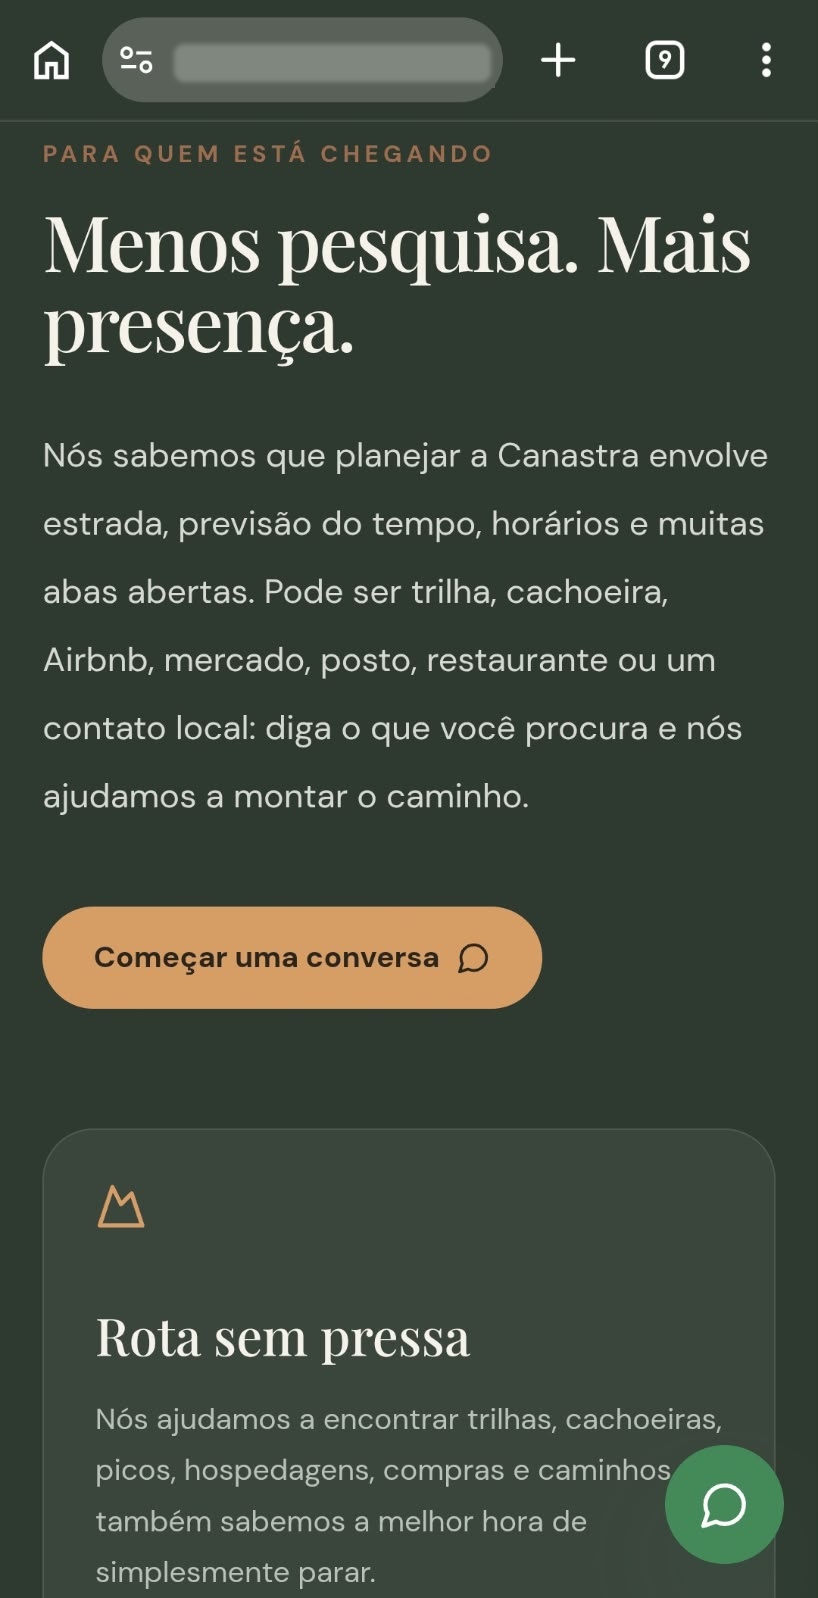 9
PARA QUEM ESTÁ CHEGANDO
Menos pesquisa. Mais
presença.
Nós sabemos que planejar a Canastra envolve
estrada, previsão do tempo, horários e muitas
abas abertas. Pode ser trilha, cachoeira,
Airbnb, mercado, posto, restaurante ou um
contato local: diga o que você procura e nós
ajudamos a montar o caminho.
Começar uma conversa
Rota sem pressa
Nós ajudamos a encontrar trilhas, cachoeiras,
picos, hospedagens, compras e caminhos
também sabemos a melhor hora de
simplesmente parar.